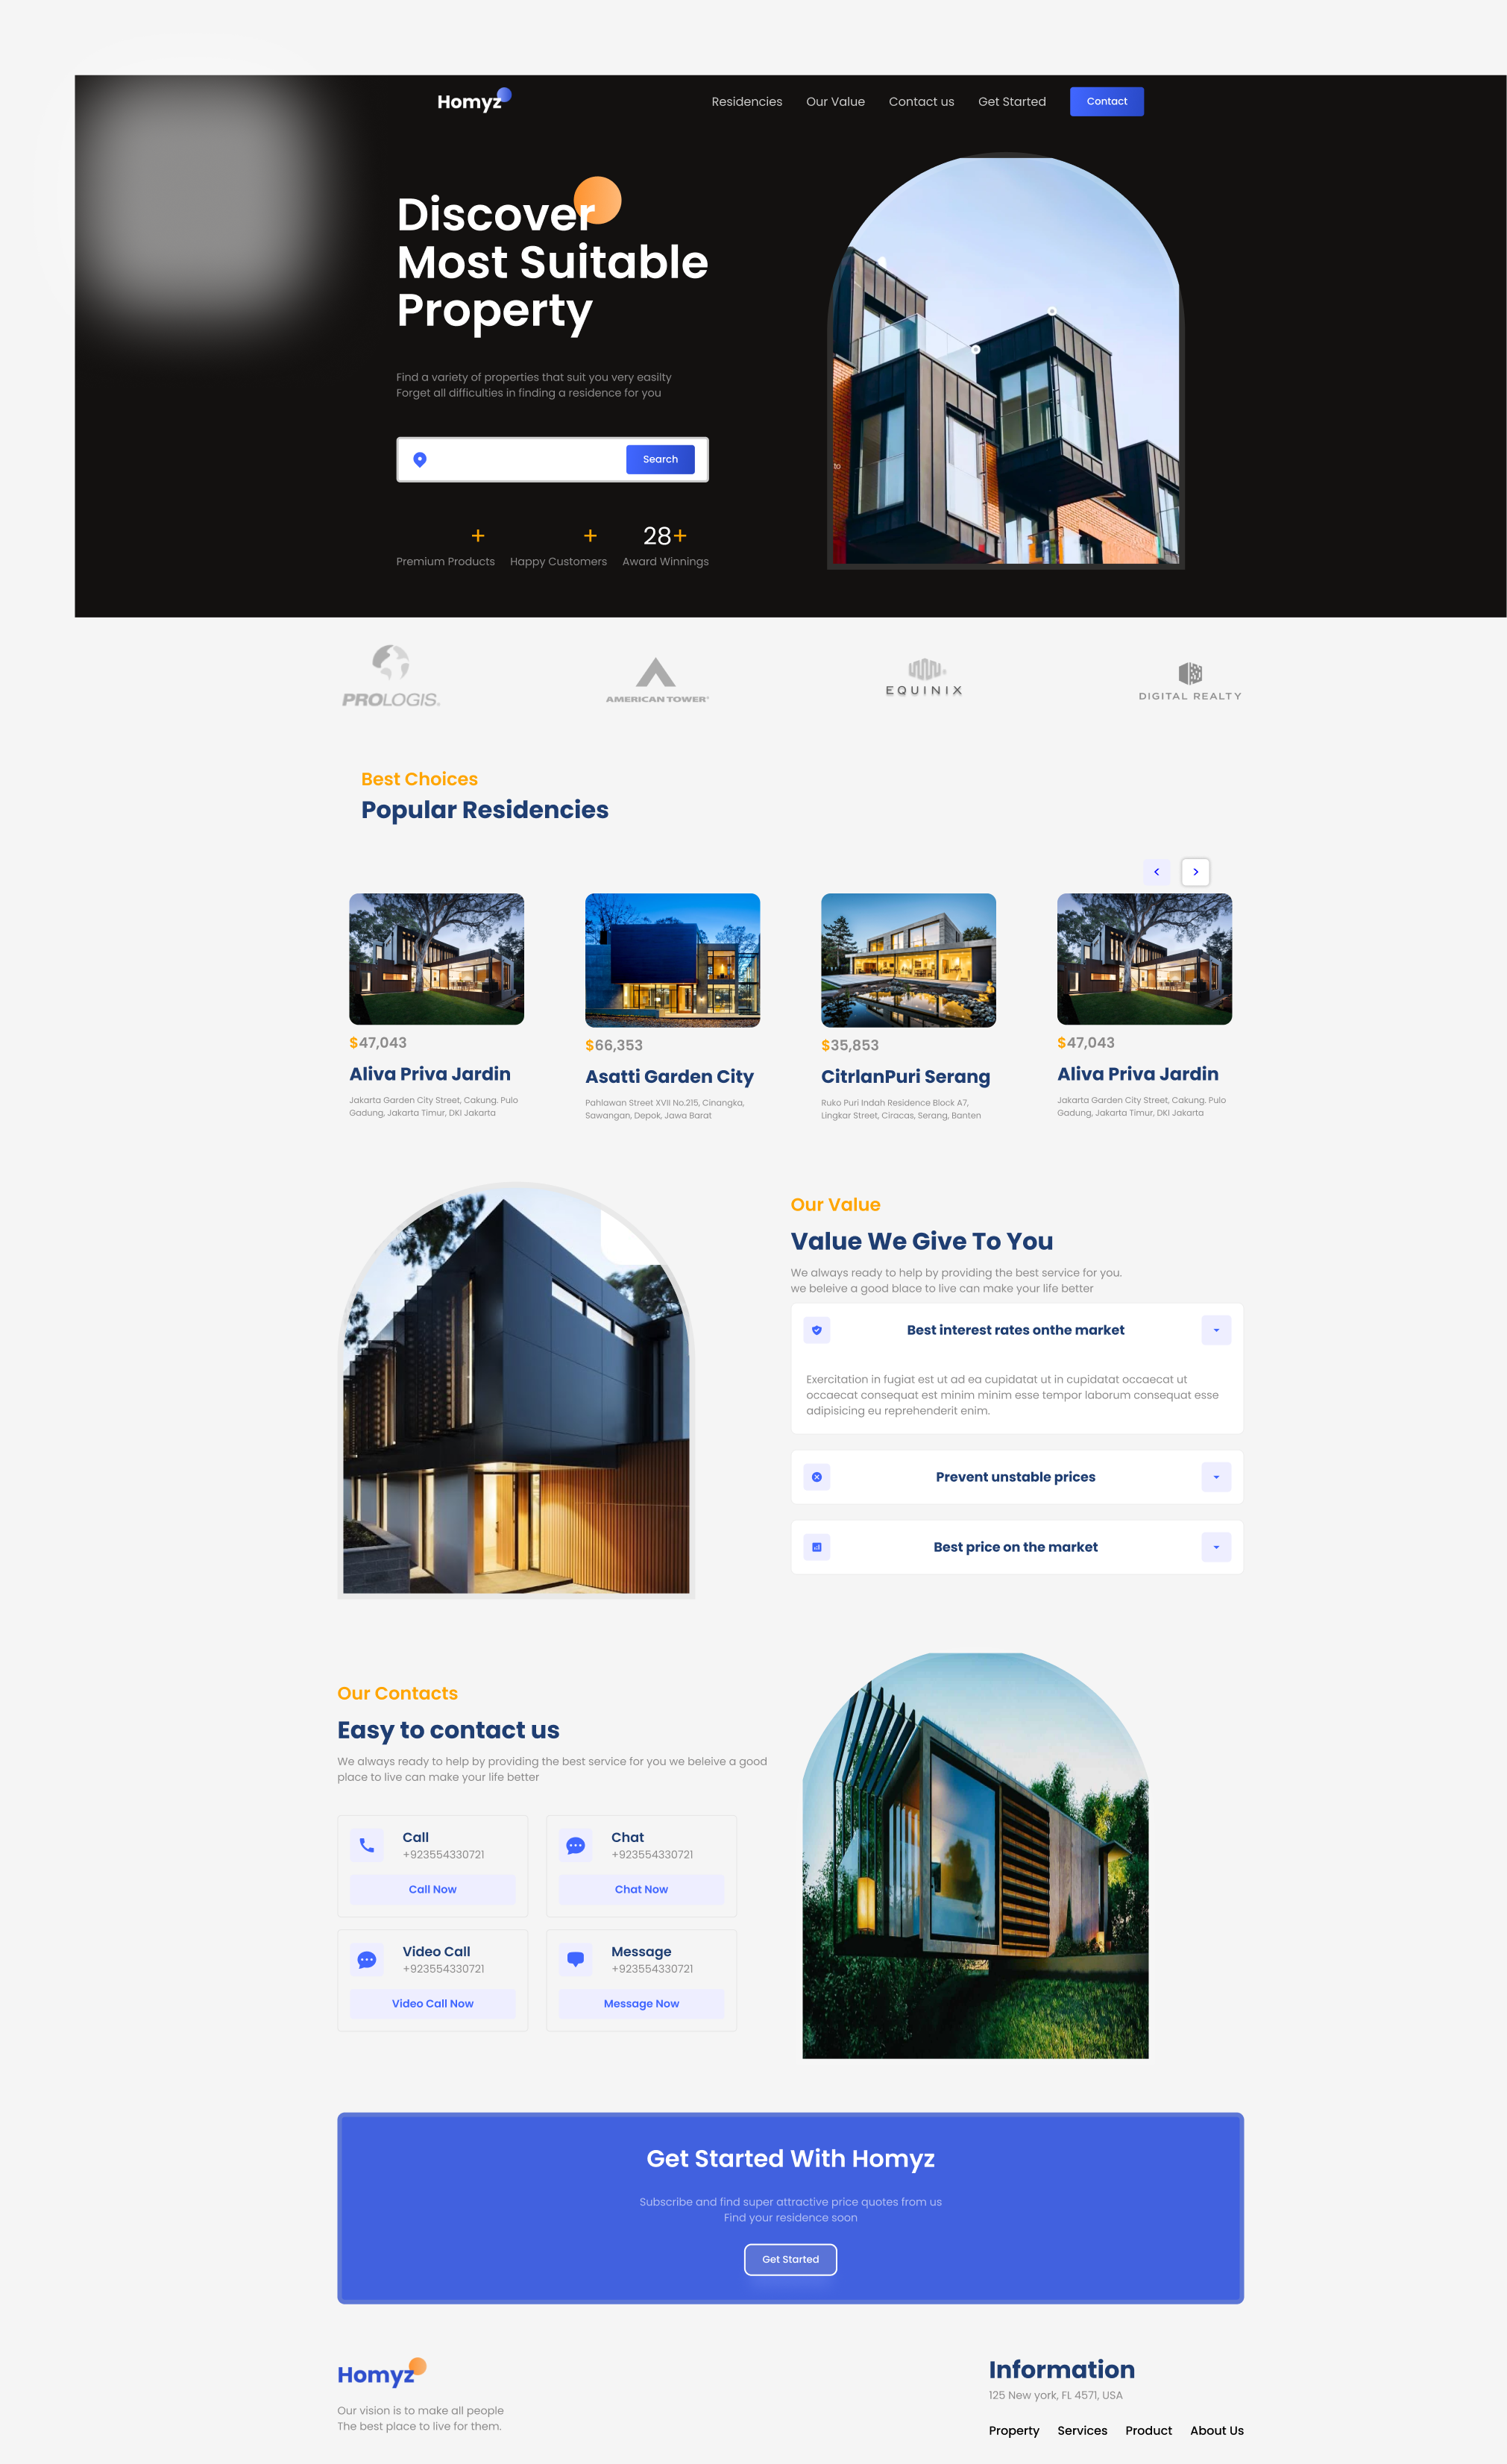 Homyz
Residencies Our Value Contact us Get Started Contact
Discover
Most Suitable
Property
Find a variety of properties that suit you very easilty
Forget all difficulties in finding a residence for you
Search
+ + 28+
Premium Products Happy Customers Award Winnings
PROLOGIS.
AMERICAN TOWER®
EQUINIX
DIGITAL REALTY
Best Choices
Popular Residencies
$47,043
Aliva Priva Jardin
Jakarta Garden City Street, Cakung. Pulo
Gadung, Jakarta Timur, DKI Jakarta
$66,353
Asatti Garden City
Pahlawan Street XVII No.215, Cinangka,
Sawangan, Depok, Jawa Barat
$35,853
CitrlanPuri Serang
Ruko Puri Indah Residence Block A7,
Lingkar Street, Ciracas, Serang, Banten
$47,043
Aliva Priva Jardin
Jakarta Garden City Street, Cakung. Pulo
Gadung, Jakarta Timur, DKI Jakarta
Our Value
Value We Give To You
We always ready to help by providing the best service for you.
we beleive a good blace to live can make your life better
Best interest rates onthe market
Exercitation in fugiat est ut ad ea cupidatat ut in cupidatat occaecat ut
occaecat consequat est minim minim esse tempor laborum consequat esse
adipisicing eu reprehenderit enim.
Prevent unstable prices
Best price on the market
Our Contacts
Easy to contact us
We always ready to help by providing the best service for you we beleive a good
place to live can make your life better
Call
+923554330721
Call Now
Chat
+923554330721
Chat Now
Video Call
+923554330721
Video Call Now
Message
+923554330721
Message Now
Get Started With Homyz
Subscribe and find super attractive price quotes from us
Find your residence soon
Get Started
Homyz
Our vision is to make all people
The best place to live for them.
Information
125 New york, FL 4571, USA
Property Services Product About Us